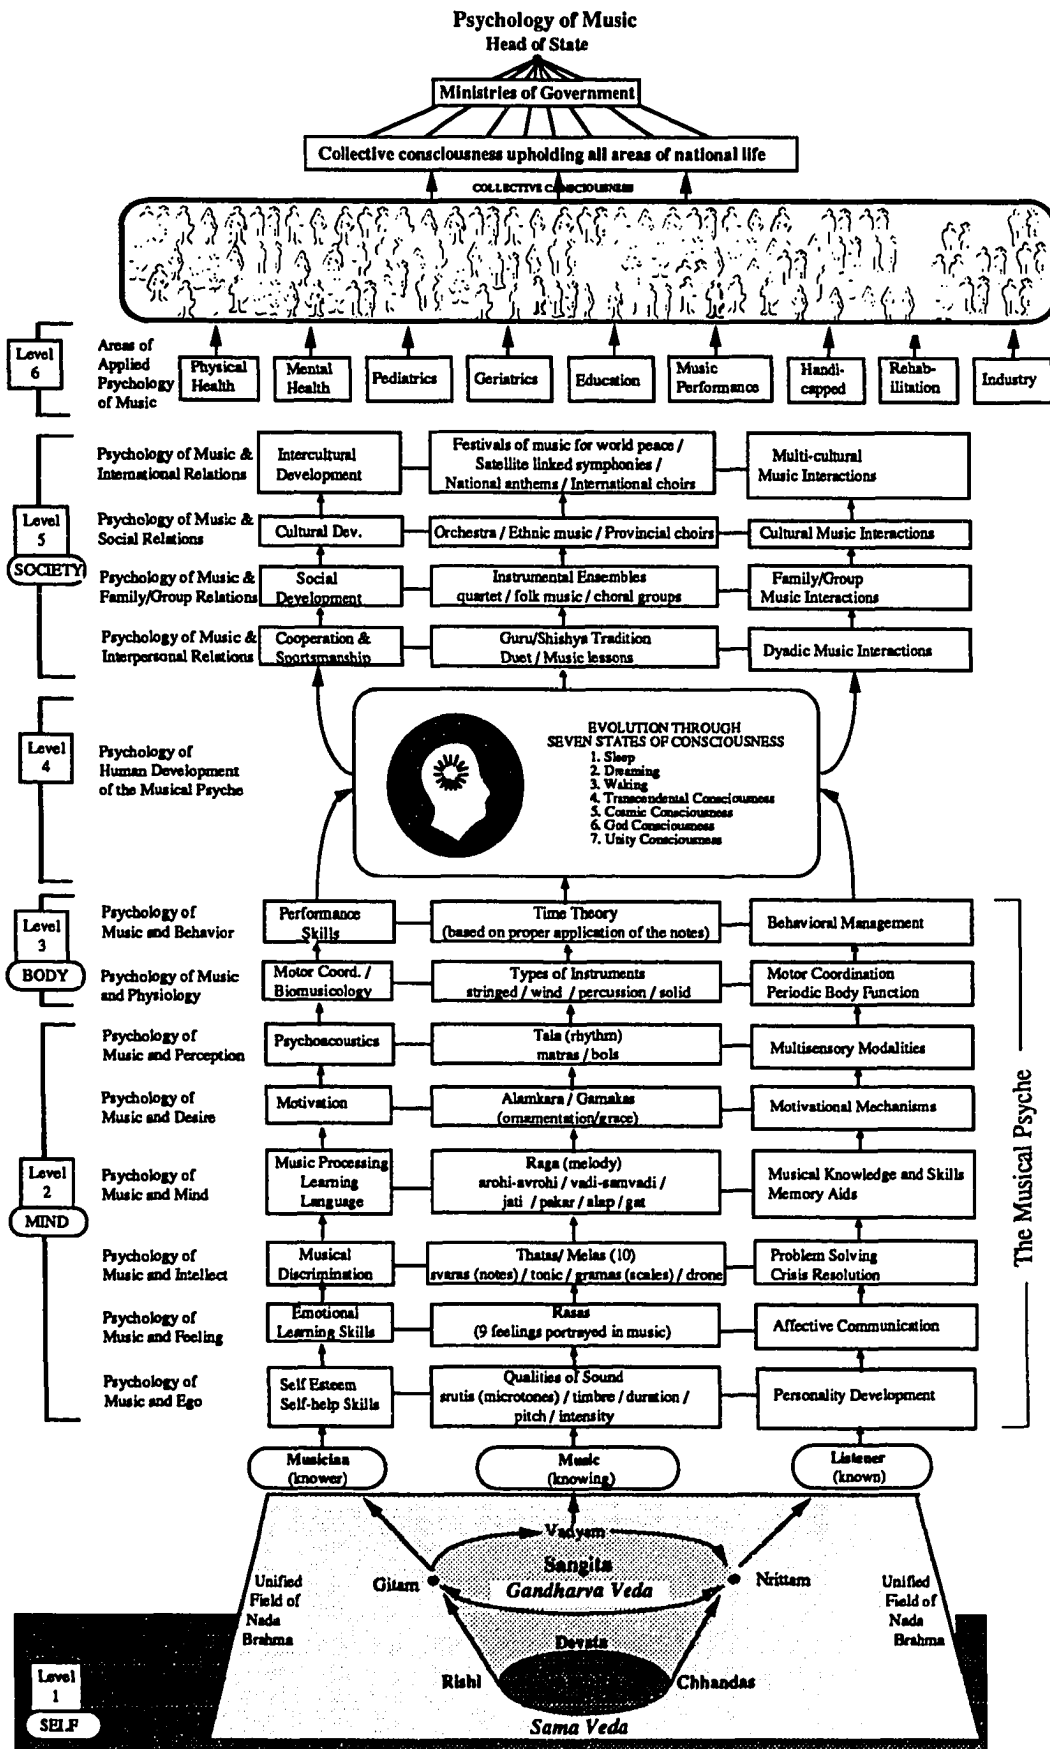 Psychology of Music
Head of State
Ministries of Government
Collective consciousness upholding all areas of national life
COLLECTIVE CONSCIOUSNESS
Level
6
Areas of
Applied
Psychology
of Music
Physical
Health
Mental
Health
Pediatrics
Geriatrics
Education
Music
Performance
Handi-
capped
Rehab-
ilitation
Industry
Level
5
SOCIETY
Psychology of Music &
International Relations
Intercultural
Development
Festivals of music for world peace /
Satellite linked symphonies /
National anthems / International choirs
Multi-cultural
Music Interactions
Psychology of Music &
Social Relations
Cultural Dev.
Orchestra / Ethnic music / Provincial choirs
Cultural Music Interactions
Psychology of Music &
Family/Group Relations
Social
Development
Instrumental Ensembles
quartet / folk music / choral groups
Family/Group
Music Interactions
Psychology of Music &
Interpersonal Relations
Cooperation &
Sportsmanship
Guru/Shishya Tradition
Duet / Music lessons
Dyadic Music Interactions
Level
4
Psychology of
Human Development
of the Musical Psyche
EVOLUTION THROUGH
SEVEN STATES OF CONSCIOUSNESS
1. Sleep
2. Dreaming
3. Waking
4. Transcendental Consciousness
5. Cosmic Consciousness
6. God Consciousness
7. Unity Consciousness
Level
3
BODY
Psychology of
Music and Behavior
Performance
Skills
Time Theory
(based on proper application of the notes)
Behavioral Management
Psychology of Music
and Physiology
Motor Coord. /
Biomusicology
Types of Instruments
stringed / wind / percussion / solid
Motor Coordination
Periodic Body Function
Level
2
MIND
Psychology of
Music and Perception
Psychoacoustics
Tala (rhythm)
matras / bols
Multisensory Modalities
Psychology of
Music and Desire
Motivation
Alamkara / Gamakas
(ornamentation/grace)
Motivational Mechanisms
Psychology of
Music and Mind
Music Processing
Learning
Language
Raga (melody)
arohi-avrohi / vadi-samvadi /
jati / pakar / alap / gat
Musical Knowledge and Skills
Memory Aids
Psychology of
Music and Intellect
Musical
Discrimination
Thatas/ Melas (10)
svaras (notes) / tonic / gramas (scales) / drone
Problem Solving
Crisis Resolution
Psychology of
Music and Feeling
Emotional
Learning Skills
Rasas
(9 feelings portrayed in music)
Affective Communication
Psychology of
Music and Ego
Self Esteem
Self-help Skills
Qualities of Sound
srutis (microtones) / timbre / duration /
pitch / intensity
Personality Development
The Musical Psyche
Musician
(knower)
Music
(knowing)
Listener
(known)
Vadyam
Sangita
Gandharva Veda
Gitam
Nrittam
Unified
Field of
Nada
Brahma
Unified
Field of
Nada
Brahma
Devata
Rishi
Chhandas
Sama Veda
Level
1
SELF